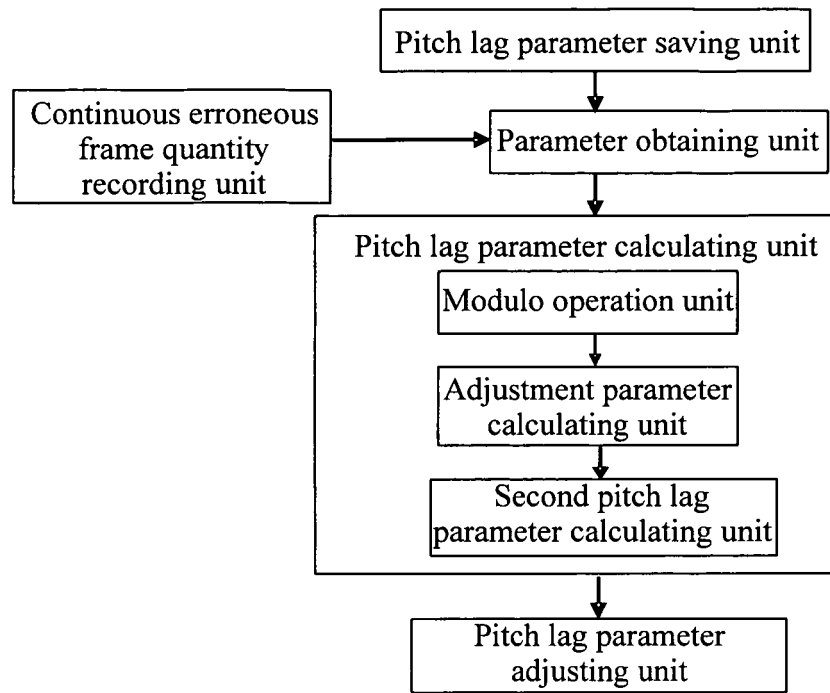 Pitch lag parameter saving unit
Continuous erroneous
frame quantity
recording unit
Parameter obtaining unit
Pitch lag parameter calculating unit
Modulo operation unit
Adjustment parameter
calculating unit
Second pitch lag
parameter calculating unit
Pitch lag parameter
adjusting unit